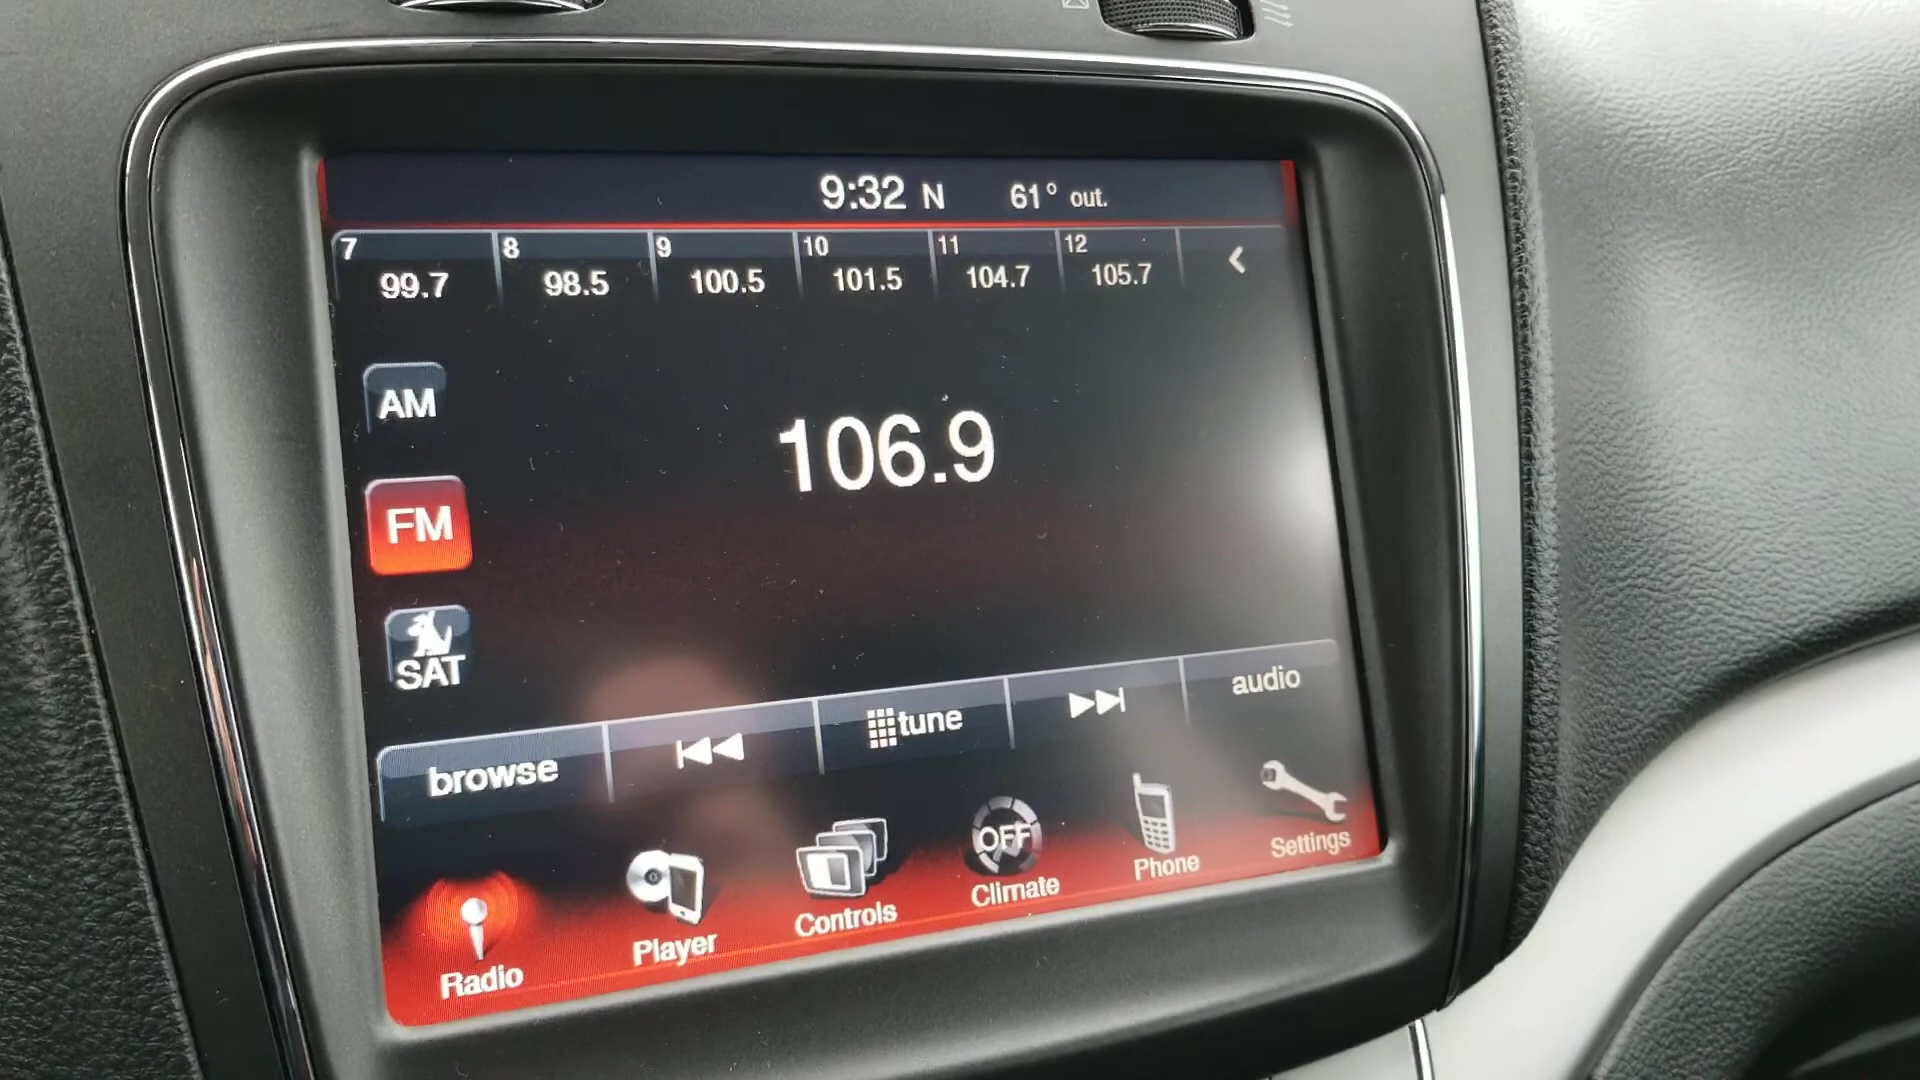 9:32 N 61° out.
7 8 9 10 11 12
99.7 98.5 100.5 101.5 104.7 105.7
AM
106.9
FM
SAT
browse tune audio
OFF
Radio Player Controls Climate Phone Settings